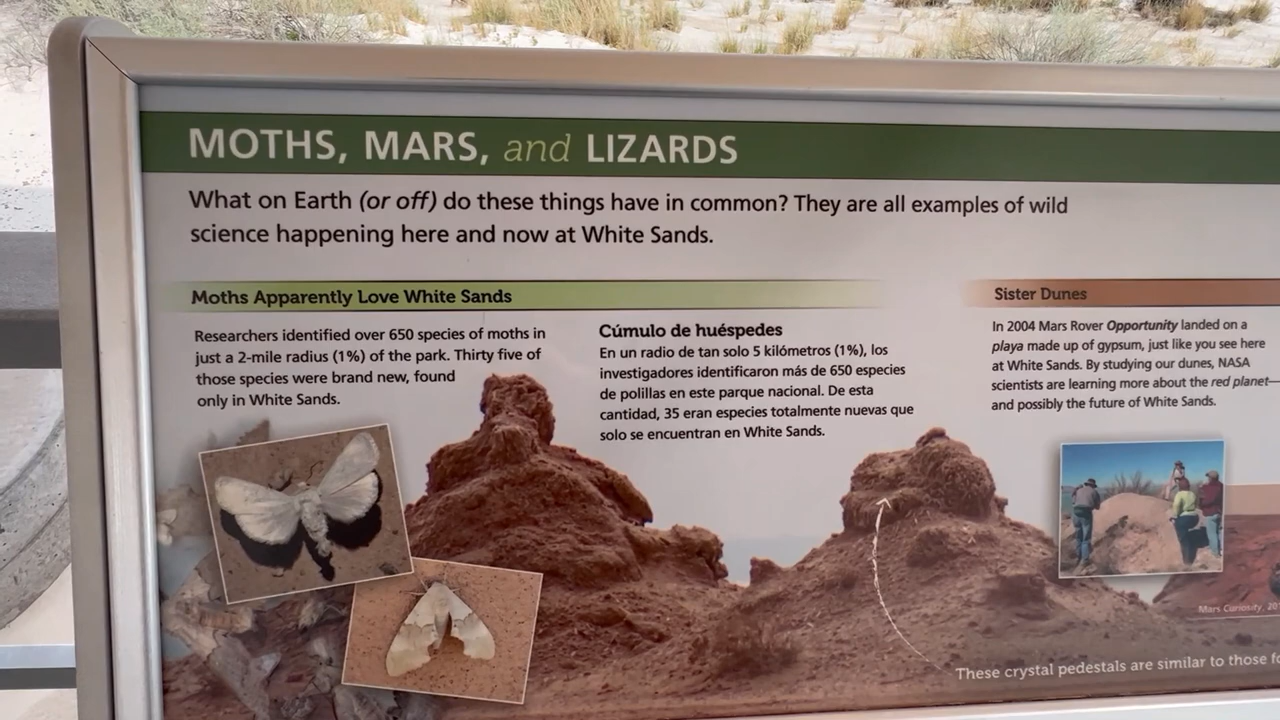 MOTHS, MARS, and LIZARDS
What on Earth (or off) do these things have in common? They are all examples of wild
science happening here and now at White Sands.
Moths Apparently Love White Sands
Researchers identified over 650 species of moths in
just a 2-mile radius (1%) of the park. Thirty five of
those species were brand new, found
only in White Sands.
Cúmulo de huéspedes
En un radio de tan solo 5 kilómetros (1%), los
investigadores identificaron más de 650 especies
de polillas en este parque nacional. De esta
cantidad, 35 eran especies totalmente nuevas que
solo se encuentran en White Sands.
Sister Dunes
In 2004 Mars Rover Opportunity landed on a
playa made up of gypsum, just like you see here
at White Sands. By studying our dunes, NASA
scientists are learning more about the red planet—
and possibly the future of White Sands.
Mars Curiosity, 20
These crystal pedestals are similar to those